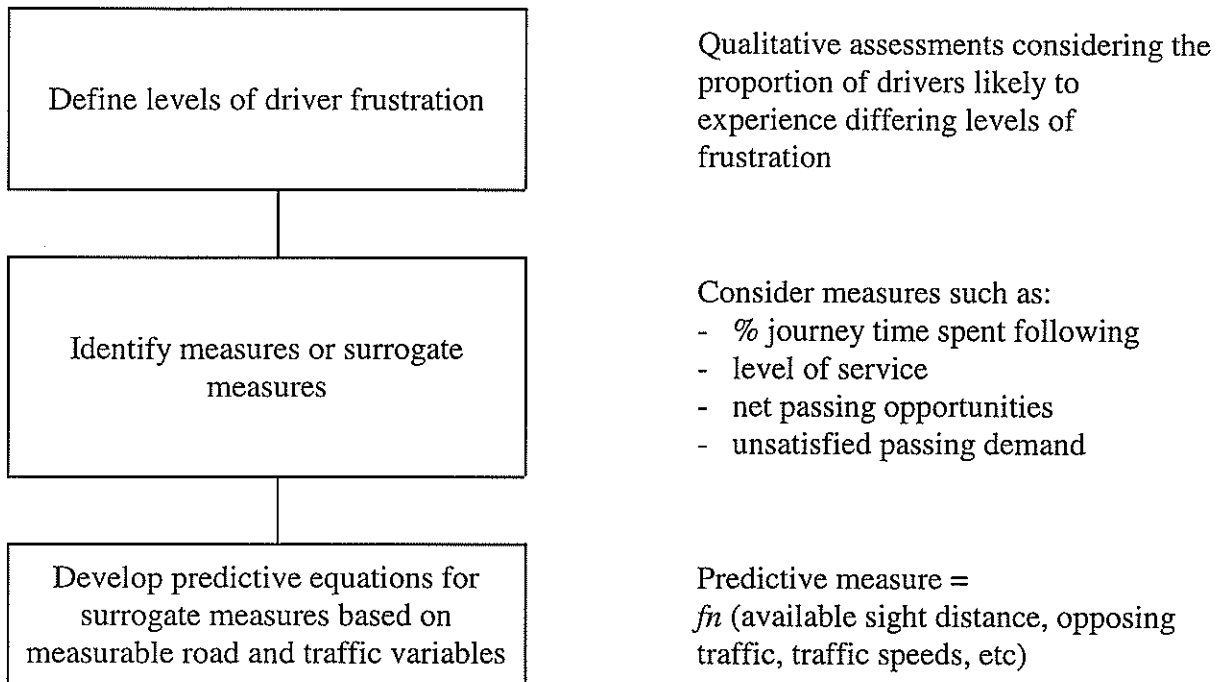 Define levels of driver frustration
Qualitative assessments considering the
proportion of drivers likely to
experience differing levels of
frustration
Identify measures or surrogate
measures
Consider measures such as:
- % journey time spent following
- level of service
- net passing opportunities
- unsatisfied passing demand
Develop predictive equations for
surrogate measures based on
measurable road and traffic variables
Predictive measure =
fn (available sight distance, opposing
traffic, traffic speeds, etc)